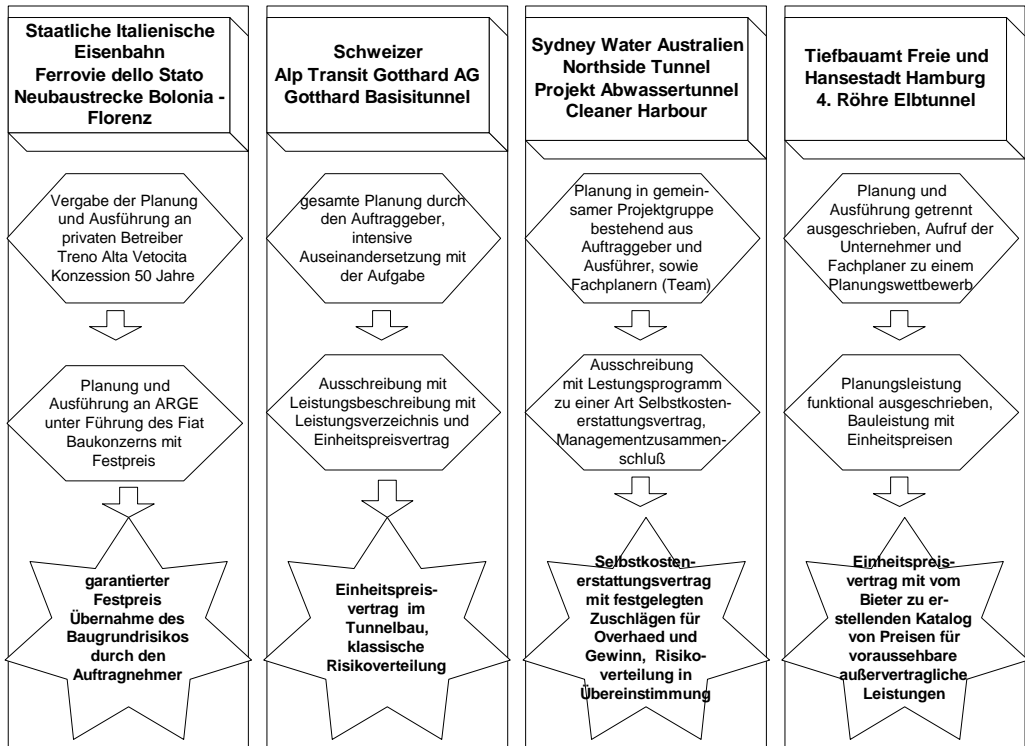 Staatliche Italienische
Eisenbahn
Ferrovie dello Stato
Neubaustrecke Bolonia -
Florenz
Vergabe der Planung
und Ausführung an
privaten Betreiber
Treno Alta Vetocita
Konzession 50 Jahre
Planung und
Ausführung an ARGE
unter Führung des Fiat
Baukonzerns mit
Festpreis
garantierter
Festpreis
Übernahme des
Baugrundrisikos
durch den
Auftragnehmer
Schweizer
Alp Transit Gotthard AG
Gotthard Basisitunnel
gesamte Planung durch
den Auftraggeber,
intensive
Auseinandersetzung mit
der Aufgabe
Ausschreibung mit
Leistungsbeschreibung mit
Leistungsverzeichnis und
Einheitspreisvertrag
Einheitspreis-
vertrag im
Tunnelbau,
klassische
Risikoverteilung
Sydney Water Australien
Northside Tunnel
Projekt Abwassertunnel
Cleaner Harbour
Planung in gemein-
samer Projektgruppe
bestehend aus
Auftraggeber und
Ausführer, sowie
Fachplanern (Team)
Ausschreibung
mit Lestungsprogramm
zu einer Art Selbstkosten-
erstattungsvertrag,
Managementzusammen-
schluß
Selbstkosten-
erstattungsvertrag
mit festgelegten
Zuschlägen für
Overhaed und
Gewinn, Risiko-
verteilung in
Übereinstimmung
Tiefbauamt Freie und
Hansestadt Hamburg
4. Röhre Elbtunnel
Planung und
Ausführung getrennt
ausgeschrieben, Aufruf der
Unternehmer und
Fachplaner zu einem
Planungswettbewerb
Planungsleistung
funktional ausgeschrieben,
Bauleistung mit
Einheitspreisen
Einheitspreis-
vertrag mit vom
Bieter zu er-
stellenden Katalog
von Preisen für
voraussehbare
außervertragliche
Leistungen